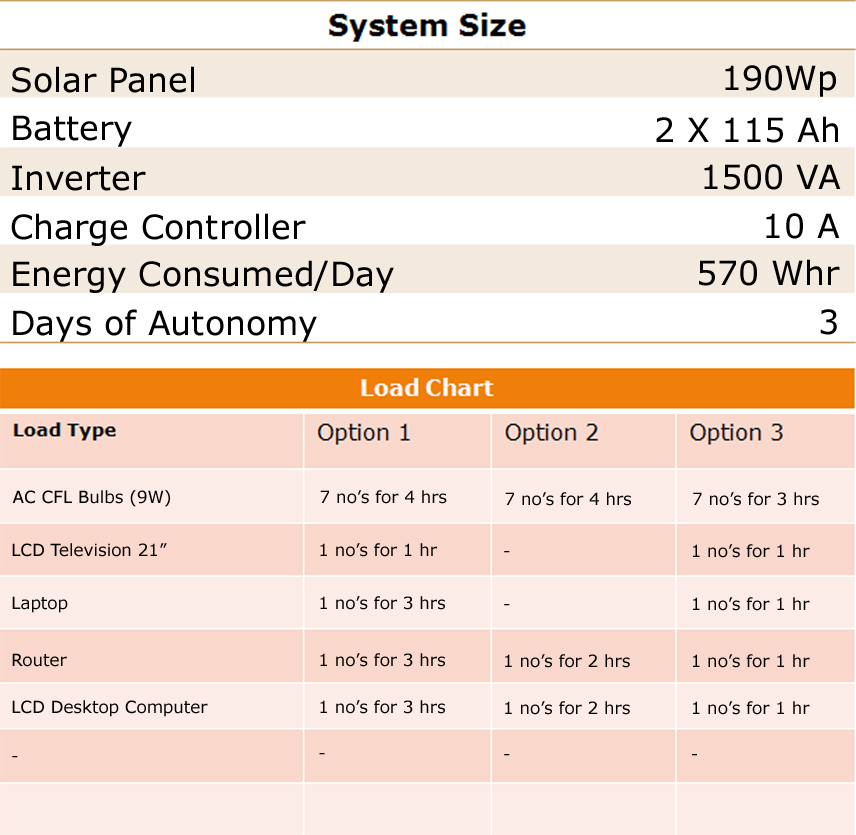 System Size
Solar Panel 190Wp
Battery 2 X 115 Ah
Inverter 1500 VA
Charge Controller 10 A
Energy Consumed/Day 570 Whr
Days of Autonomy 3
Load Chart
Load Type Option 1 Option 2 Option 3
AC CFL Bulbs (9W) 7 no’s for 4 hrs 7 no’s for 4 hrs 7 no’s for 3 hrs
LCD Television 21” 1 no’s for 1 hr - 1 no’s for 1 hr
Laptop 1 no’s for 3 hrs - 1 no’s for 1 hr
Router 1 no’s for 3 hrs 1 no’s for 2 hrs 1 no’s for 1 hr
LCD Desktop Computer 1 no’s for 3 hrs 1 no’s for 2 hrs 1 no’s for 1 hr
- - - -